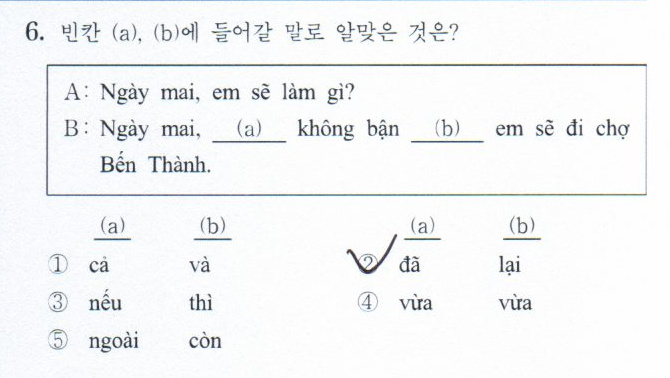 6. 빈칸 (a), (b)에 들어갈 말로 알맞은 것은?
A: Ngày mai, em sẽ làm gì?
B: Ngày mai, (a) không bận (b) em sẽ đi chợ
Bến Thành.
(a) (b) (a) (b)
① cả và ② đã lại
③ nếu thì ④ vừa vừa
⑤ ngoài còn